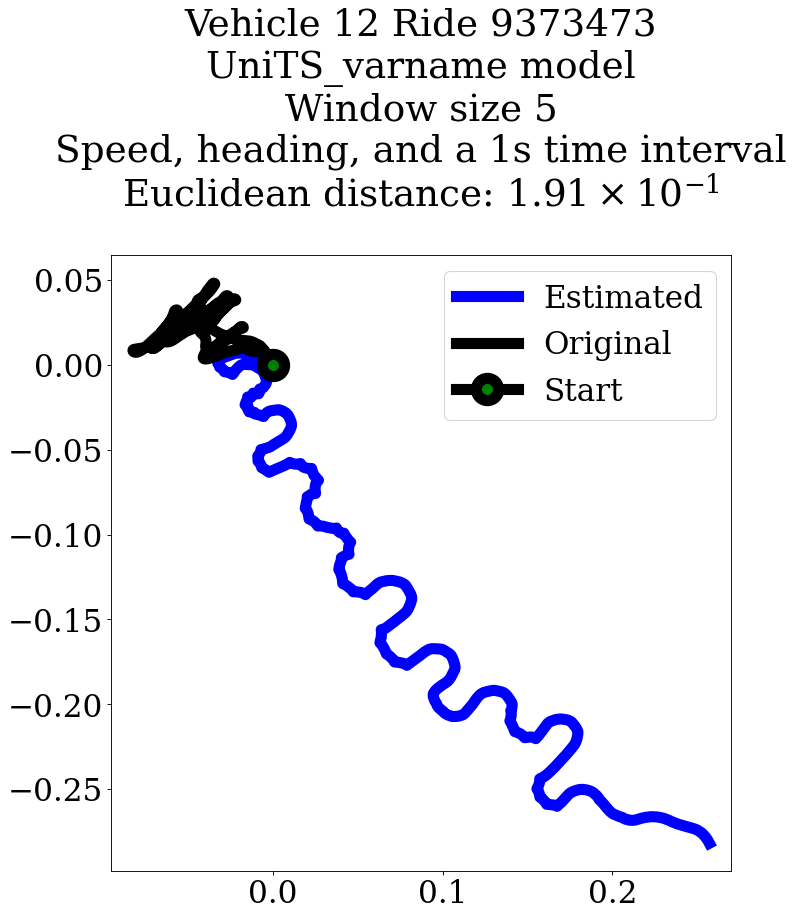 Vehicle 12 Ride 9373473
UniTS_varname model
Window size 5
Speed, heading, and a 1s time interval
Euclidean distance: 1.91 × 10⁻¹
Estimated
Original
Start
0.05
0.00
−0.05
−0.10
−0.15
−0.20
−0.25
0.0 0.1 0.2